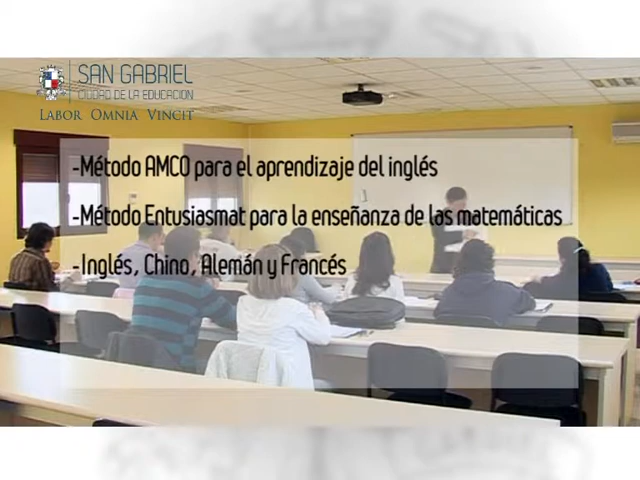 SAN GABRIEL
CIUDAD DE LA EDUCACIÓN
LABOR OMNIA VINCIT
-Método AMCO para el aprendizaje del inglés
-Método Entusiasmat para la enseñanza de las matemáticas
-Inglés, Chino, Alemán y Francés